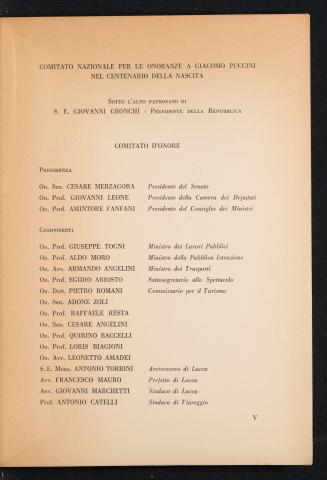 COMITATO NAZIONALE PER LE ONORANZE A GIACOMO PUCCINI
NEL CENTENARIO DELLA NASCITA
Sotto l'alto patronato di
S. E. GIOVANNI GRONCHI - Presidente della Repubblica
COMITATO D'ONORE
Presidenza
On. Sen. CESARE MERZAGORA Presidente del Senato
On. Prof. GIOVANNI LEONE Presidente della Camera dei Deputati
On. Prof. AMINTORE FANFANI Presidente del Consiglio dei Ministri
Componenti
On. Prof. GIUSEPPE TOGNI Ministro dei Lavori Pubblici
On. Prof. ALDO MORO Ministro della Pubblica Istruzione
On. Avv. ARMANDO ANGELINI Ministro dei Trasporti
On. Prof. EGIDIO ARIOSTO Sottosegretario allo Spettacolo
On. Dott. PIETRO ROMANI Commissario per il Turismo
On. Sen. ADONE ZOLI
On. Prof. RAFFAELE RESTA
On. Sen. CESARE ANGELINI
On. Prof. QUIRINO BACCELLI
On. Prof. LORIS BIAGIONI
On. Avv. LEONETTO AMADEI
S. E. Mons. ANTONIO TORRINI Arcivescovo di Lucca
Avv. FRANCESCO MAURO Prefetto di Lucca
Avv. GIOVANNI MARCHETTI Sindaco di Lucca
Prof. ANTONIO CATELLI Sindaco di Viareggio
V